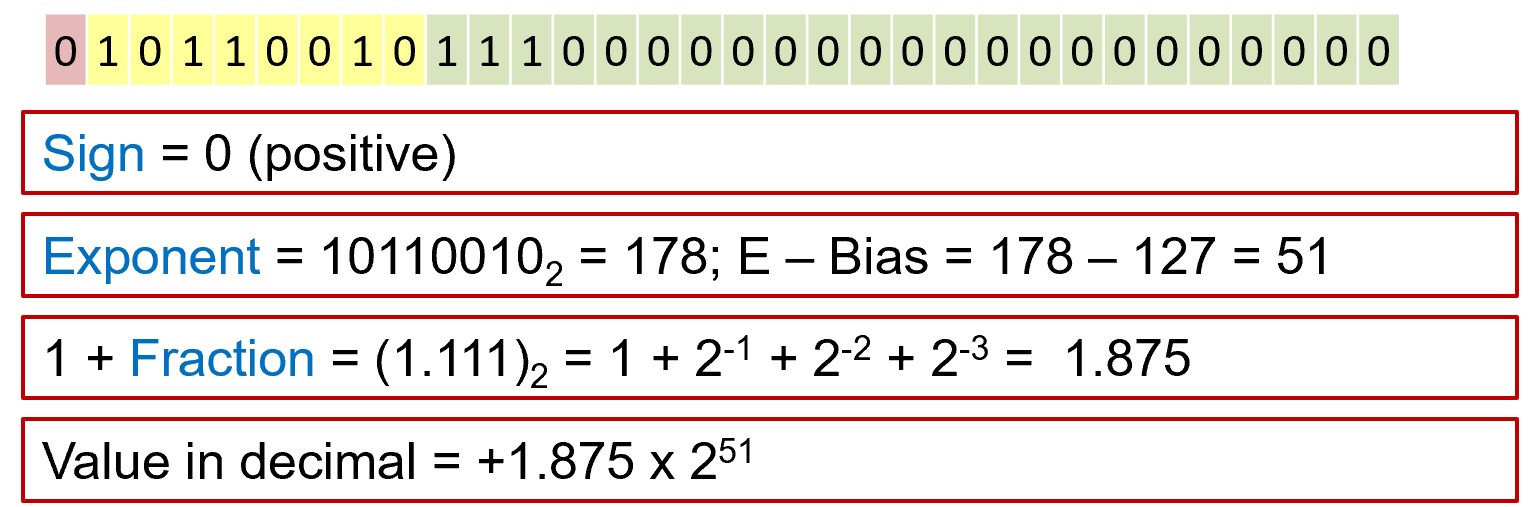 0 1 0 1 1 0 0 1 0 1 1 1 0 0 0 0 0 0 0 0 0 0 0 0 0 0 0 0 0 0 0 0
Sign = 0 (positive)
Exponent = 10110010₂ = 178; E – Bias = 178 – 127 = 51
1 + Fraction = (1.111)₂ = 1 + 2⁻¹ + 2⁻² + 2⁻³ = 1.875
Value in decimal = +1.875 x 2⁵¹